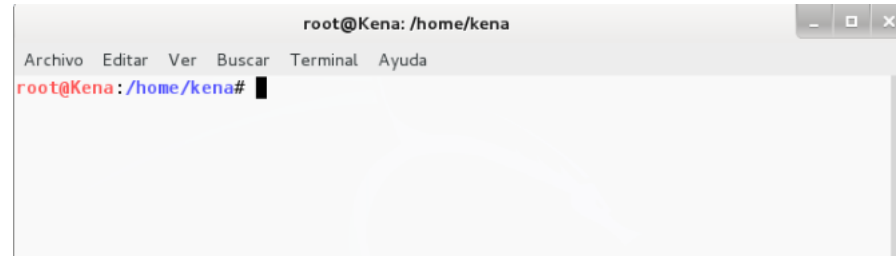 root@Kena: /home/kena
Archivo Editar Ver Buscar Terminal Ayuda
root@Kena:/home/kena#